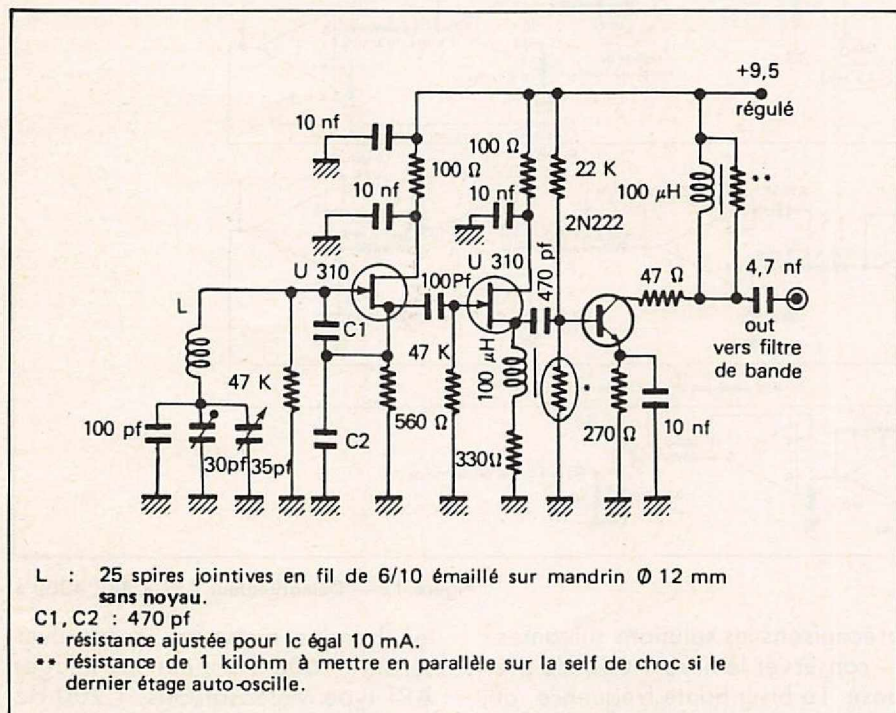 +9,5
régulé
10 nf
100 Ω
100 Ω
22 K
10 nf
10 nf
100 μH
**
2N222
U 310
100Pf
U 310
470 pf
47 Ω
4,7 nf
L
C1
out
vers filtre
de bande
47 K
47 K
100 μH
*
100 pf
30pf
35pf
C2
560 Ω
330Ω
270 Ω
10 nf
L : 25 spires jointives en fil de 6/10 émaillé sur mandrin Ø 12 mm
sans noyau.
C1, C2 : 470 pf
* résistance ajustée pour Ic égal 10 mA.
** résistance de 1 kilohm à mettre en parallèle sur la self de choc si le
dernier étage auto-oscille.